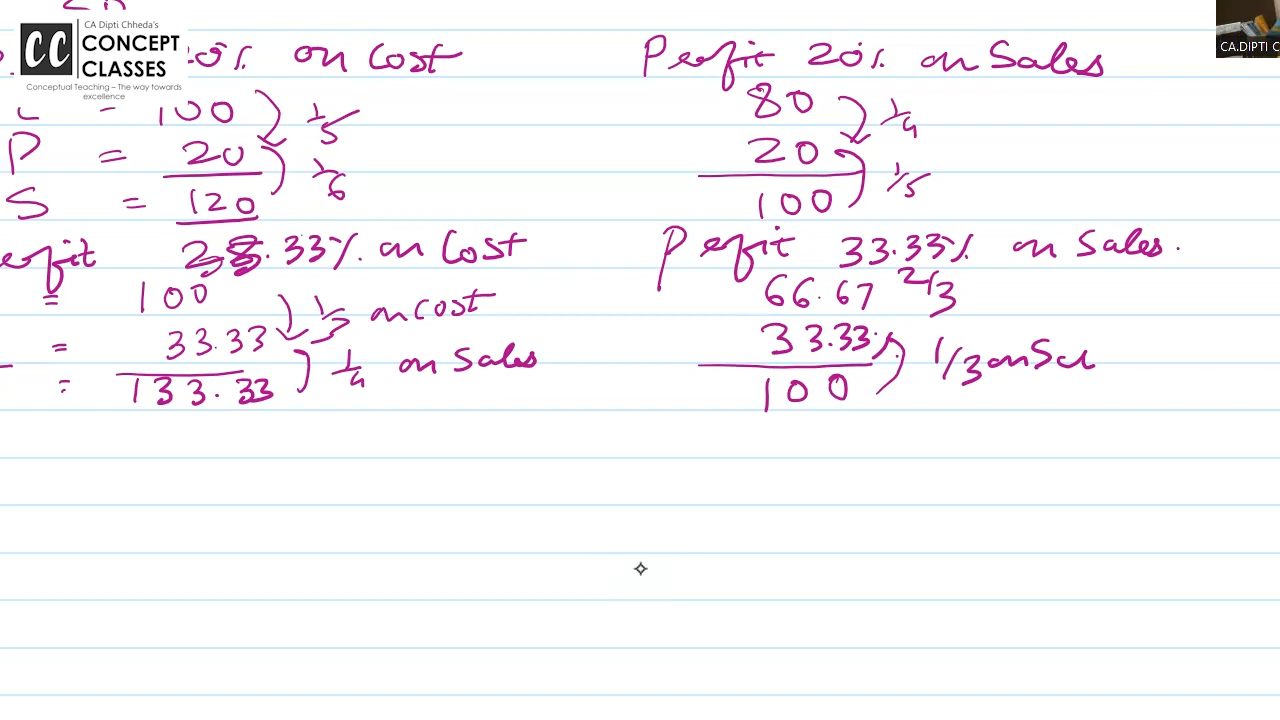 CA Dipti Chheda's
CONCEPT
CLASSES
Conceptual Teaching – The way towards
excellence
CC
CA.DIPTI C
20% on Cost
C = 100 1/5
P = 20
1/6
S = 120
33.33% on Cost
= 100
1/3 on cost
= 33.33
1/4 on Sales
= 133.33
Profit 20% on Sales
80 1/4
20
1/5
100
Profit 33.33% on Sales.
66.67 2/3
33.33%
1/3 on Sal
100